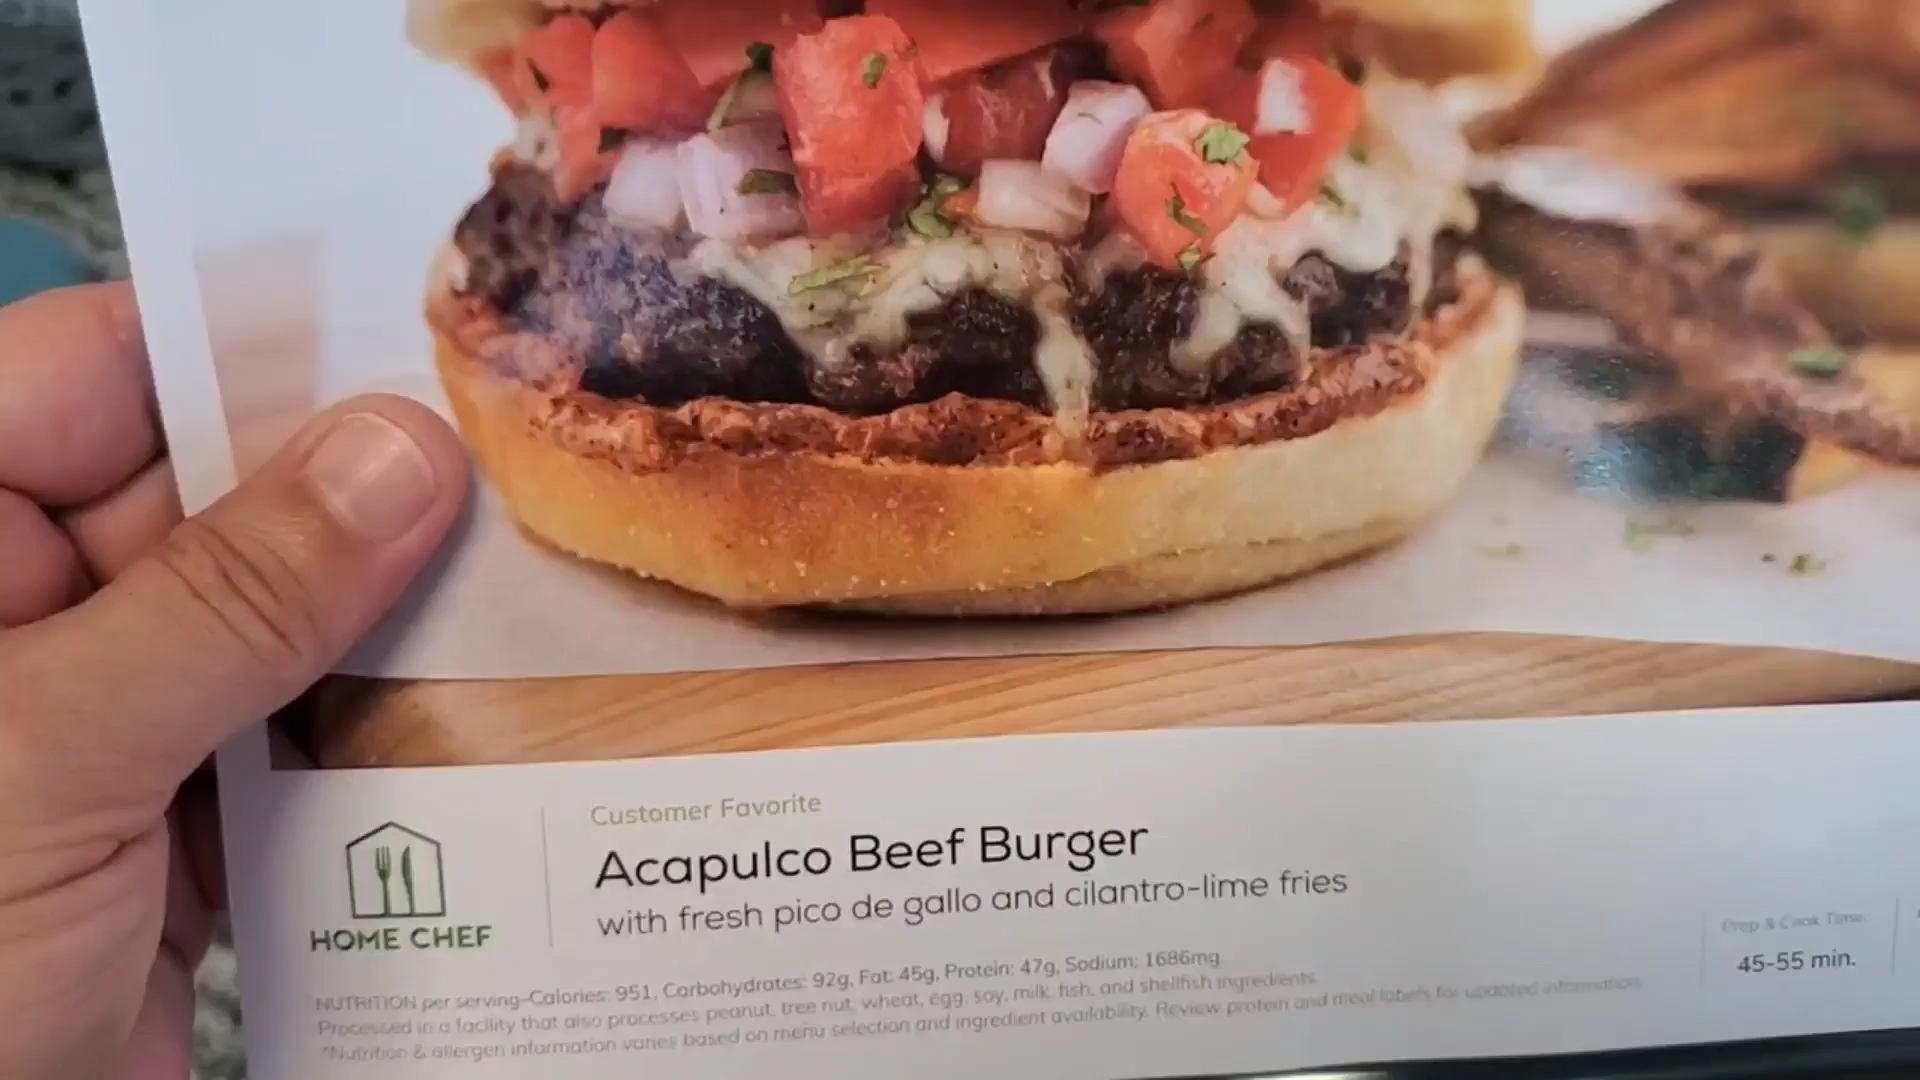 Customer Favorite
Acapulco Beef Burger
with fresh pico de gallo and cilantro-lime fries
HOME CHEF
Prep & Cook Time
45-55 min.
NUTRITION per serving–Calories: 951, Carbohydrates: 92g, Fat: 45g, Protein: 47g, Sodium: 1686mg.
Processed in a facility that also processes peanut, tree nut, wheat, egg, soy, milk, fish, and shellfish ingredients.
*Nutrition & allergen information varies based on menu selection and ingredient availability. Review protein and meal labels for updated information.